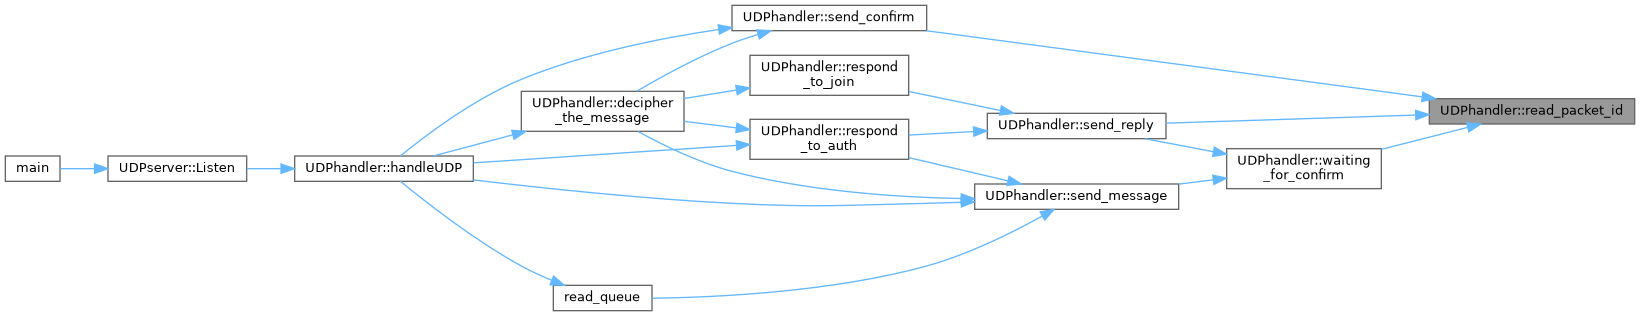 UDPhandler::send_confirm
UDPhandler::respond
_to_join
UDPhandler::decipher
_the_message
UDPhandler::read_packet_id
UDPhandler::send_reply
UDPhandler::respond
_to_auth
main
UDPserver::Listen
UDPhandler::handleUDP
UDPhandler::waiting
_for_confirm
UDPhandler::send_message
read_queue